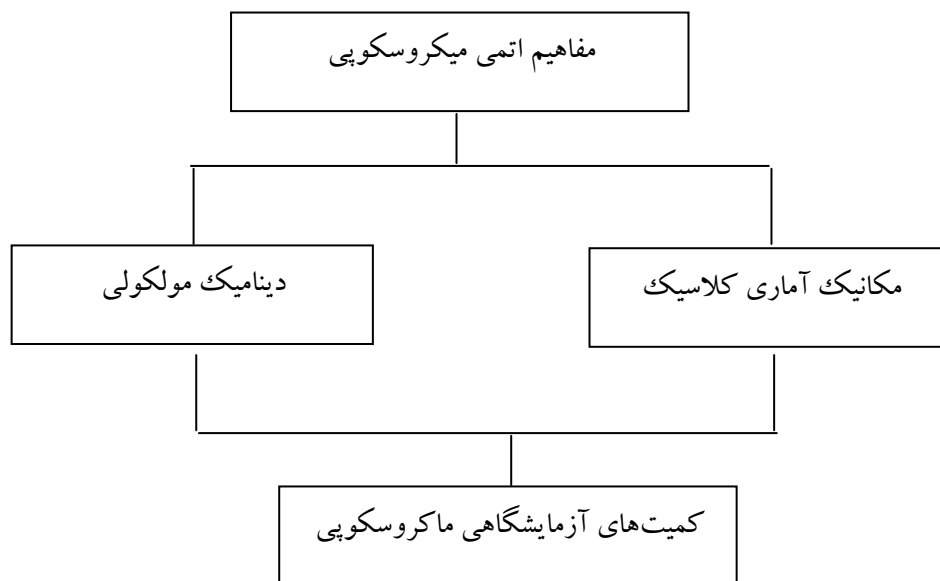 مفاهیم اتمی میکروسکوپی
مکانیک آماری کلاسیک
دینامیک مولکولی
کمیت‌های آزمایشگاهی ماکروسکوپی